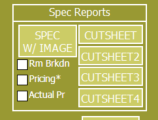 Spec Reports
SPEC
W/ IMAGE
CUTSHEET
CUTSHEET2
Rm Brkdn
Pricing*
CUTSHEET3
Actual Pr
CUTSHEET4